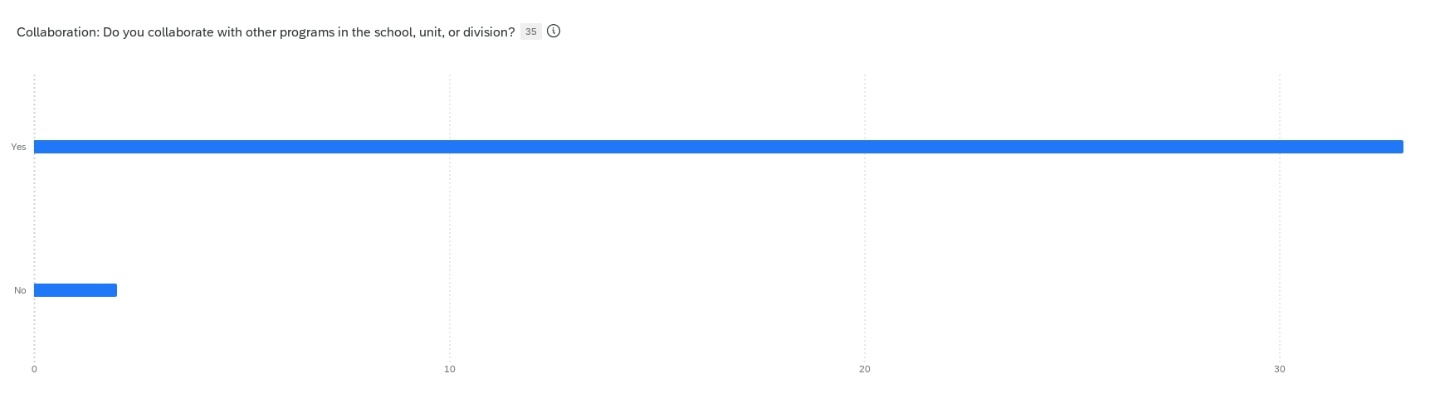 Collaboration: Do you collaborate with other programs in the school, unit, or division? 35
Yes
No
0 10 20 30